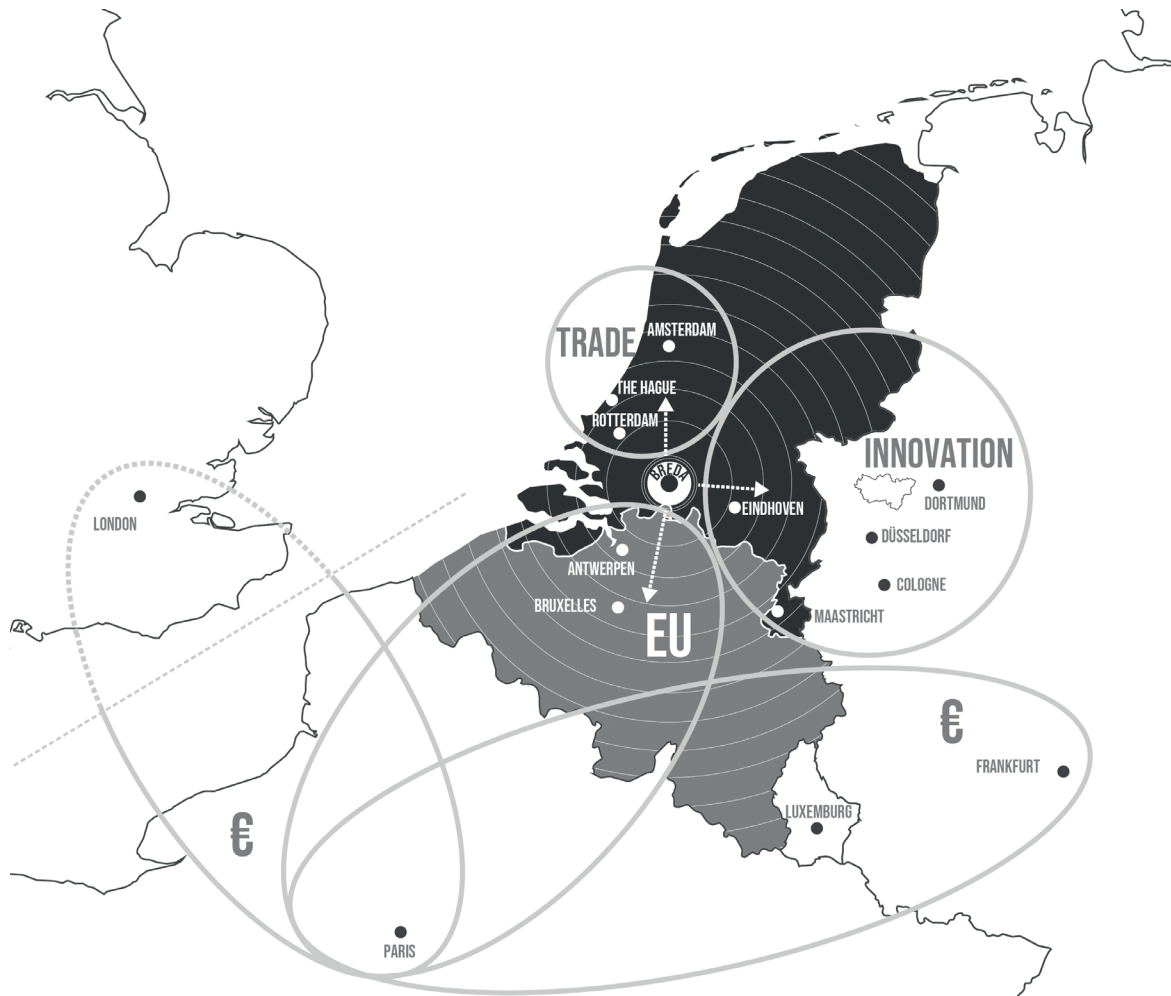 TRADE
AMSTERDAM
THE HAGUE
ROTTERDAM
BREDA
INNOVATION
DORTMUND
EINDHOVEN
LONDON
DÜSSELDORF
ANTWERPEN
COLOGNE
BRUXELLES
MAASTRICHT
EU
€
FRANKFURT
LUXEMBURG
€
PARIS